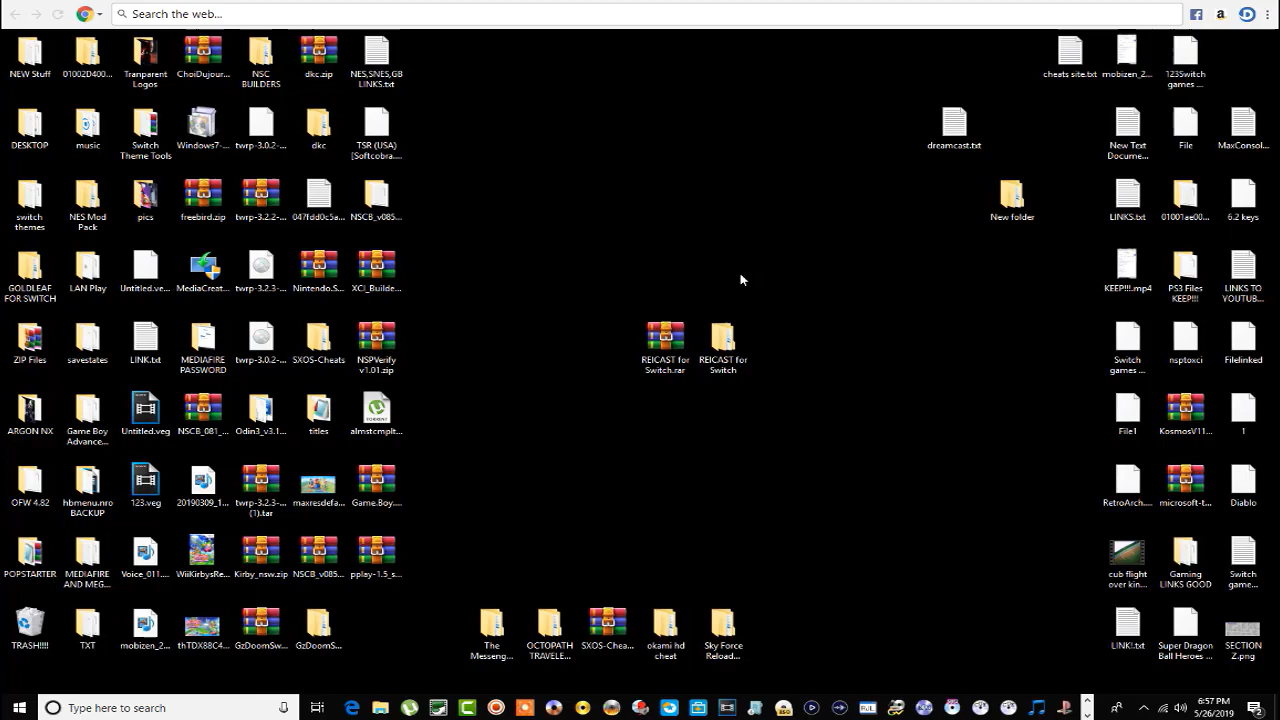 Search the web...
NEW Stuff
01002D400...
Tranparent
Logos
ChoiDujour...
NSC
BUILDERS
dkc.zip
NES,SNES,GB
LINKS.txt
cheats site.txt
mobizen_2...
123Switch
games ...
DESKTOP
music
Switch
Theme Tools
Windows7-...
twrp-3.0.2-...
dkc
TSR (USA)
[Softcobra....
dreamcast.txt
New Text
Docume...
File
MaxConsol...
switch
themes
NES Mod
Pack
pics
freebird.zip
twrp-3.2.2-...
047fdd0c5a...
NSCB_v085...
New folder
LINKS.txt
01001ae00...
6.2 keys
GOLDLEAF
FOR SWITCH
LAN Play
Untitled.ve...
MediaCreat...
twrp-3.2.3-...
Nintendo.S...
XCI_Builde...
KEEP!!!.mp4
PS3 Files
KEEP!!!
LINKS TO
YOUTUB...
ZIP Files
savestates
LINK.txt
MEDIAFIRE
PASSWORD
twrp-3.0.2-...
SXOS-Cheats
NSPVerify
v1.01.zip
REICAST for
Switch.rar
REICAST for
Switch
Switch
games ...
nsptoxci
Filelinked
ARGON NX
Game Boy
Advance...
Untitled.veg
NSCB_081_...
Odin3_v3.1...
titles
almstcmplt...
File1
KosmosV11...
1
OFW 4.82
hbmenu.nro
BACKUP
123.veg
20190309_1...
twrp-3.2.3-...
(1).tar
maxresdefa...
Game.Boy....
RetroArch....
microsoft-t...
Diablo
POPSTARTER
MEDIAFIRE
AND MEG...
Voice_011....
WiiKirbysRe...
Kirby_nsw.zip
NSCB_v085...
pplay-1.5_s...
cub flight
over kin...
Gaming
LINKS GOOD
Switch
game...
TRASH!!!!
TXT
mobizen_2...
thTDX88C4...
GzDoomSw...
GzDoomS...
The
Messeng...
OCTOPATH
TRAVELE...
SXOS-Chea...
okami hd
cheat
Sky Force
Reload...
LINK!.txt
Super Dragon
Ball Heroes ...
SECTION
Z.png
Type here to search
6:57 PM
5/26/2019
2